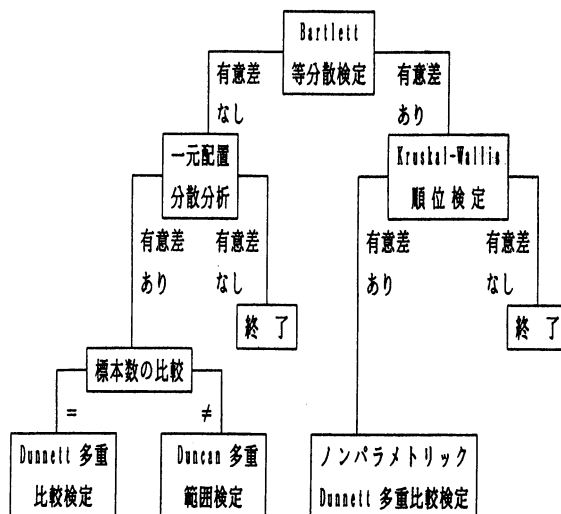 Bartlett
等分散検定
有意差
なし
有意差
あり
一元配置
分散分析
Kruskal-Wallis
順位検定
有意差
あり
有意差
なし
有意差
あり
有意差
なし
終 了
終 了
標本数の比較
=
≠
Dunnett 多重
比較検定
Duncan 多重
範囲検定
ノンパラメトリック
Dunnett 多重比較検定